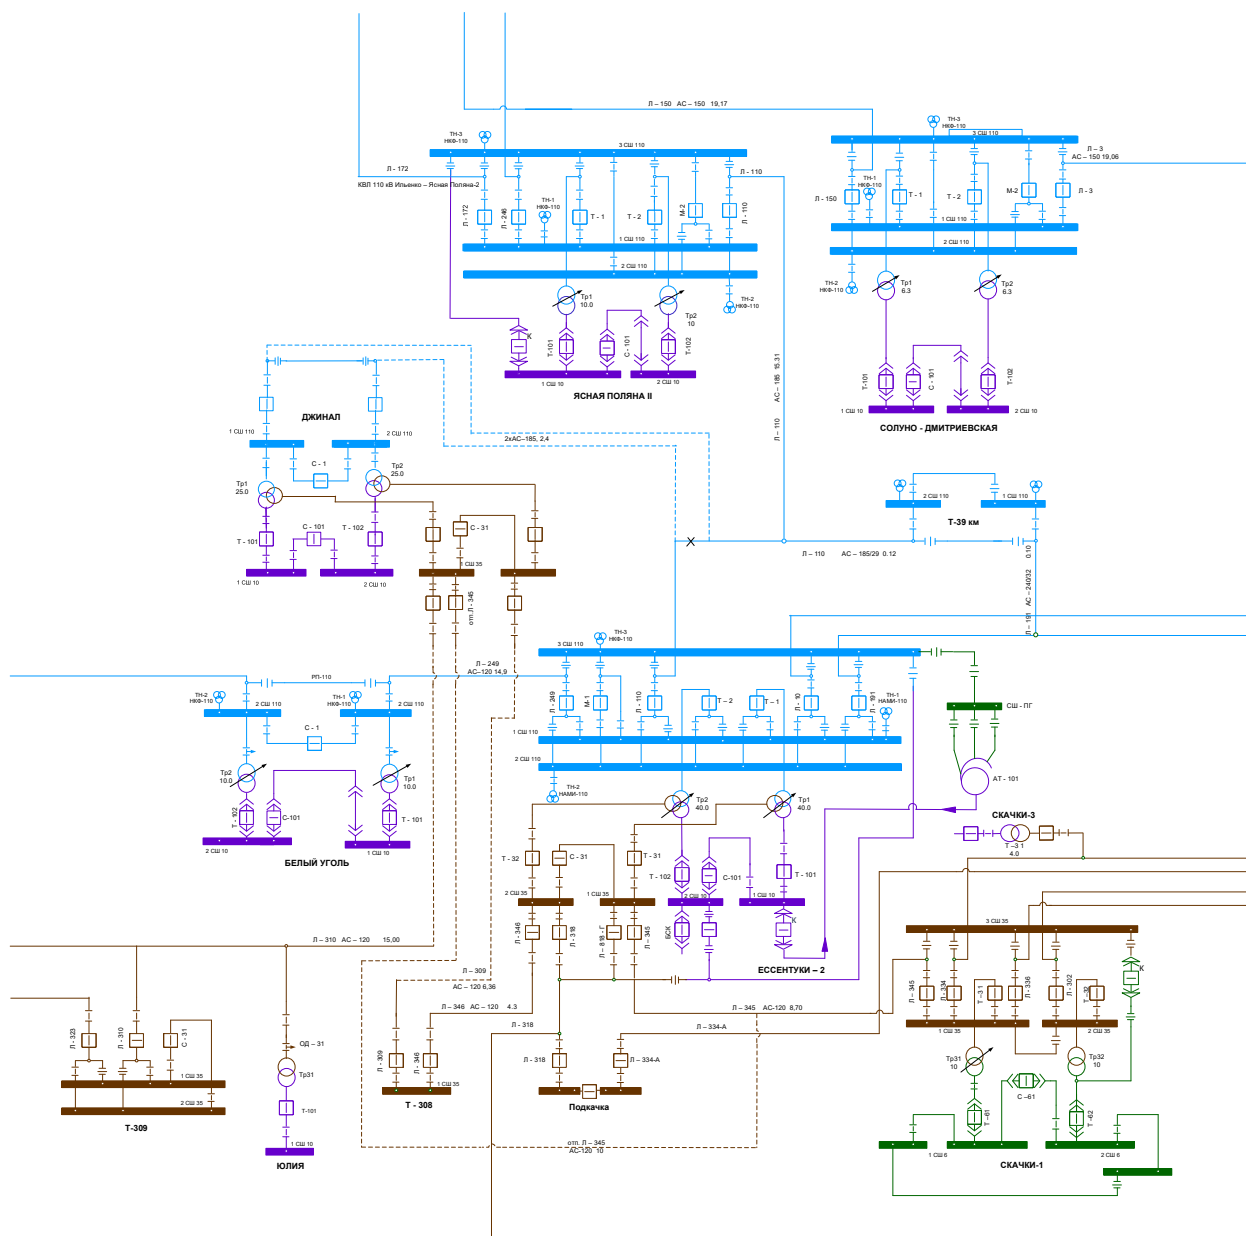 Л – 150   АС – 150   19,17
ТН-3
НКФ-110
3 СШ 110
Л - 172
КВЛ 110 кВ Ильенко – Ясная Поляна-2
Л - 110
ТН-1
НКФ-110
Л - 172
Л - 246
Т - 1
Т - 2
М-2
Л - 110
1 СШ 110
2 СШ 110
Тр1
10.0
Тр2
10
ТН-2
НКФ-110
К
Т-101
С - 101
Т-102
1 СШ 10
2 СШ 10
ЯСНАЯ ПОЛЯНА II
ТН-3
НКФ-110
3 СШ 110
Л – 3
АС – 150 19,06
ТН-1
НКФ-110
Л - 150
Т - 1
Т - 2
М-2
Л - 3
1 СШ 110
2 СШ 110
ТН-2
НКФ-110
Тр1
6.3
Тр2
6.3
Т-101
С - 101
Т-102
1 СШ 10
2 СШ 10
СОЛУНО - ДМИТРИЕВСКАЯ
Л – 110     АС – 185   15.31
ДЖИНАЛ
1 СШ 110
2 СШ 110
2хАС–185, 2,4
С - 1
Тр1
25.0
Тр2
25.0
Т - 101
С - 101
Т - 102
1 СШ 10
2 СШ 10
С - 31
1 СШ 35
отп. Л - 345
2 СШ 110
1 СШ 110
Т-39 км
Л – 110      АС – 185/29   0.12
0.10
Л – 191    АС – 240/32
Л – 249
АС–120 14,9
РП-110
ТН-2
НКФ-110
2 СШ 110
ТН-1
НКФ-110
2 СШ 110
С - 1
Тр2
10.0
Тр1
10.0
Т - 102
С–101
Т - 101
2 СШ 10
1 СШ 10
БЕЛЫЙ УГОЛЬ
ТН-3
НКФ-110
3 СШ 110
Л - 249
М-1
Л - 110
Т – 2
Т – 1
Л - 10
Л - 191
ТН-1
НАМИ-110
1 СШ 110
2 СШ 110
ТН-2
НАМИ-110
Тр2
40.0
Тр1
40.0
Т - 32
С – 31
Т - 31
Т - 102
С–101
Т - 101
2 СШ 35
1 СШ 35
2 СШ 10
1 СШ 10
Л - 346
Л - 318
Л – 818 - Г
Л - 345
БСК
К
ЕССЕНТУКИ – 2
СШ - ПГ
АТ - 101
СКАЧКИ-3
Т –3 1
4.0
Л – 310   АС – 120       15,00
Л – 309
АС – 120 6,36
Л – 346   АС – 120     4.3
Л - 318
Л – 345    АС-120  8,70
Л – 334-А
Л - 323
Л - 310
С - 31
1 СШ 35
2 СШ 35
Т-309
ОД – 31
Тр31
Т-101
1 СШ 10
ЮЛИЯ
Л - 309
Л - 346
1 СШ 35
Т - 308
Л - 318
Л – 334-А
Подкачка
отп. Л – 345
АС-120  10
3 СШ 35
Л - 345
Л - 334
Т –3 1
Л - 336
Л - 302
Т - 32
К
1 СШ 35
2 СШ 35
Тр31
10
Тр32
10
С –61
Т –61
Т –62
1 СШ 6
2 СШ 6
СКАЧКИ-1